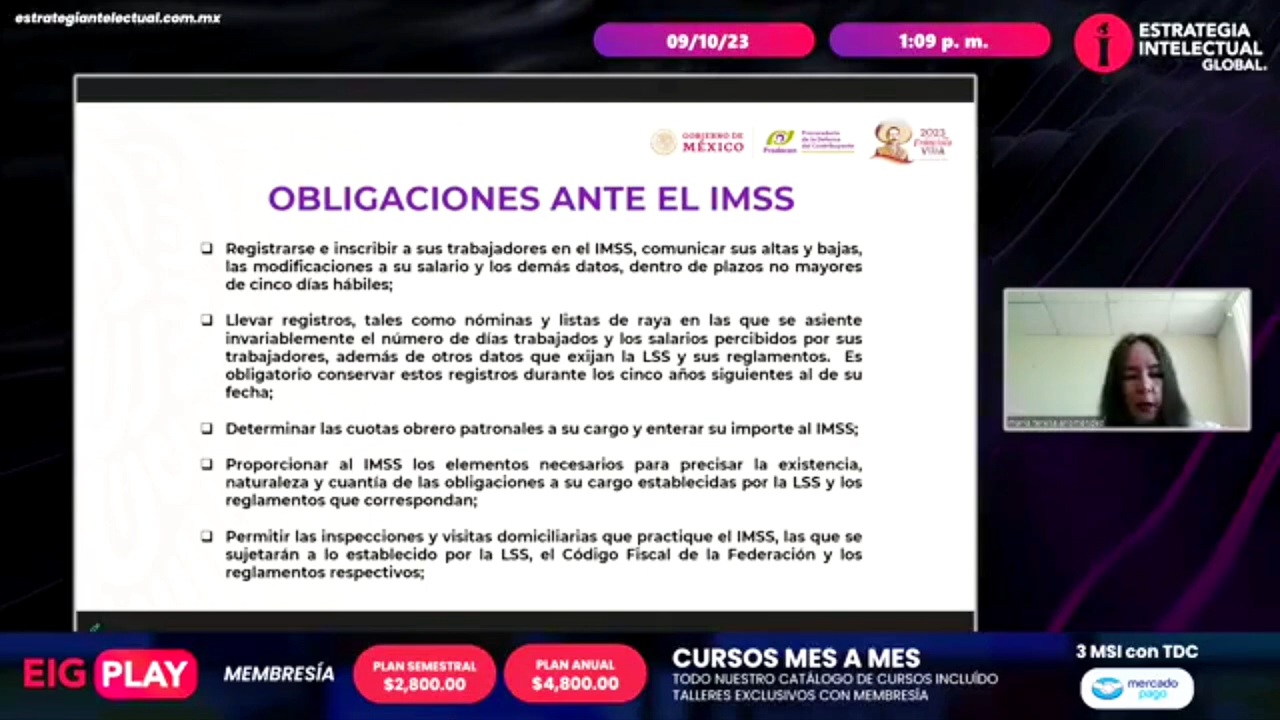 estrategiantelectual.com.mx
09/10/23
1:09 p. m.
ESTRATEGIA
INTELECTUAL
GLOBAL.
GOBIERNO DE
MÉXICO
Prodecon
Procuraduría
de la Defensa
del Contribuyente
2023
Francisco
VILLA
OBLIGACIONES ANTE EL IMSS
❑ Registrarse e inscribir a sus trabajadores en el IMSS, comunicar sus altas y bajas,
las modificaciones a su salario y los demás datos, dentro de plazos no mayores
de cinco días hábiles;
❑ Llevar registros, tales como nóminas y listas de raya en las que se asiente
invariablemente el número de días trabajados y los salarios percibidos por sus
trabajadores, además de otros datos que exijan la LSS y sus reglamentos. Es
obligatorio conservar estos registros durante los cinco años siguientes al de su
fecha;
❑ Determinar las cuotas obrero patronales a su cargo y enterar su importe al IMSS;
❑ Proporcionar al IMSS los elementos necesarios para precisar la existencia,
naturaleza y cuantía de las obligaciones a su cargo establecidas por la LSS y los
reglamentos que correspondan;
❑ Permitir las inspecciones y visitas domiciliarias que practique el IMSS, las que se
sujetarán a lo establecido por la LSS, el Código Fiscal de la Federación y los
reglamentos respectivos;
EIG PLAY
MEMBRESÍA
PLAN SEMESTRAL
$2,800.00
PLAN ANUAL
$4,800.00
CURSOS MES A MES
TODO NUESTRO CATÁLOGO DE CURSOS INCLUÍDO
TALLERES EXCLUSIVOS CON MEMBRESÍA
3 MSI con TDC
mercado
pago